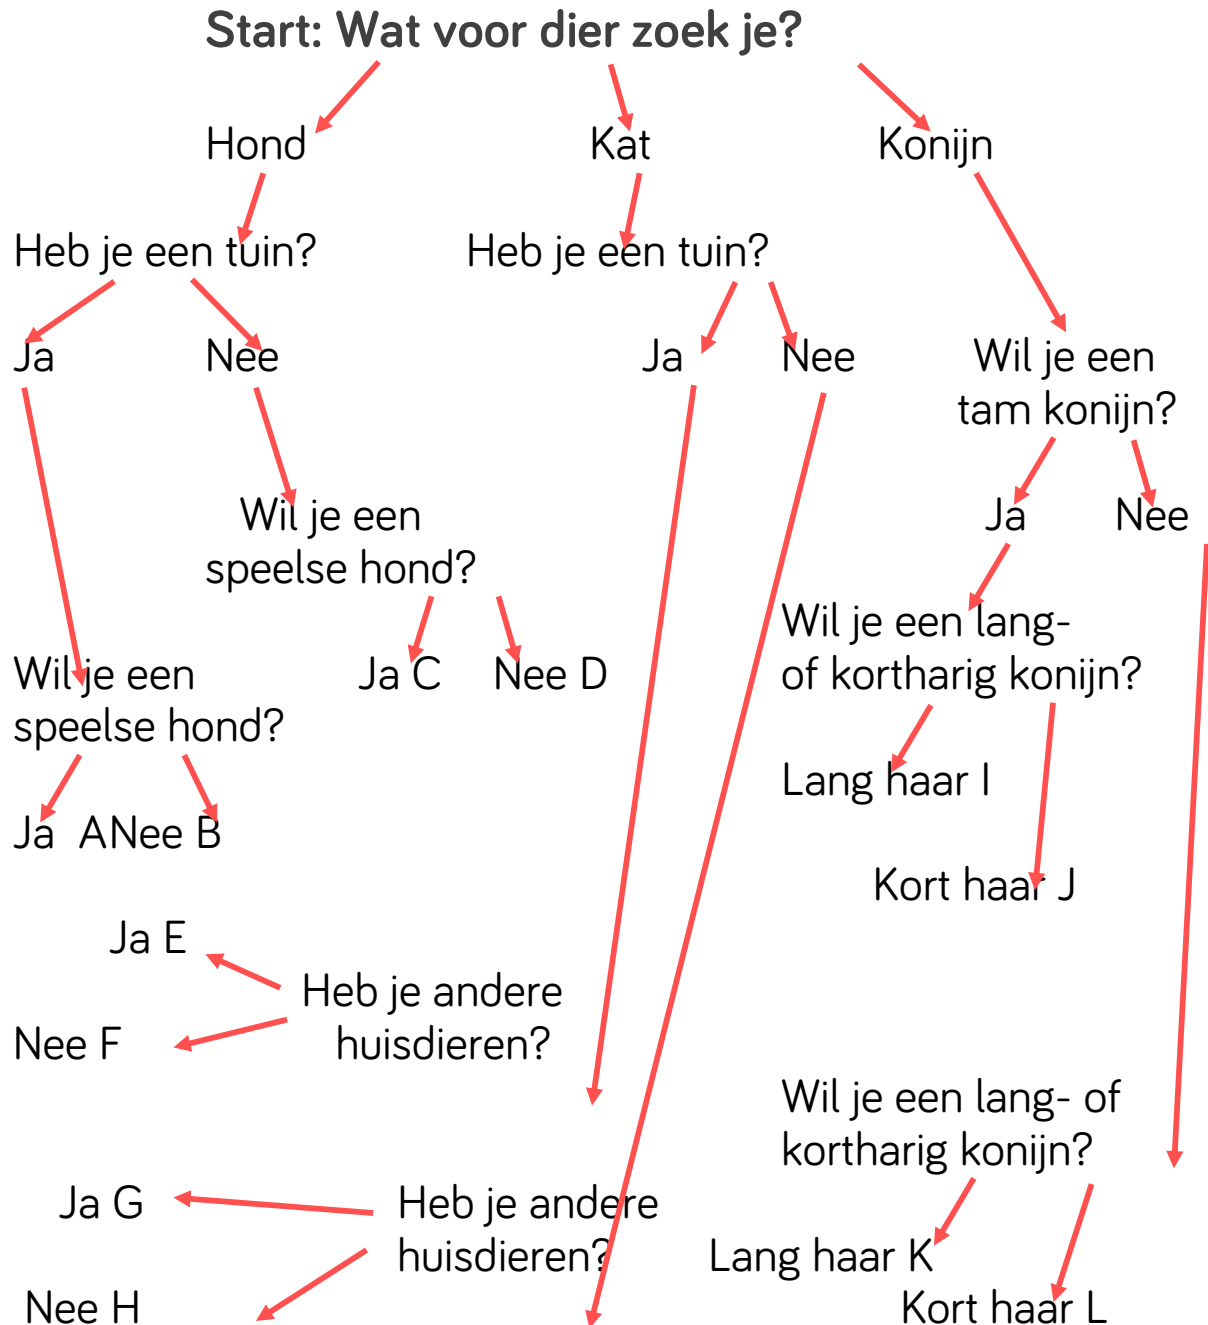 Start: Wat voor dier zoek je?
Hond
Kat
Konijn
Heb je een tuin?
Heb je een tuin?
Ja
Nee
Ja
Nee
Wil je een
tam konijn?
Wil je een
speelse hond?
Ja
Nee
Wil je een lang-
of kortharig konijn?
Wil je een
speelse hond?
Ja C
Nee D
Lang haar I
Ja A
Nee B
Kort haar J
Ja E
Heb je andere
huisdieren?
Nee F
Wil je een lang- of
kortharig konijn?
Ja G
Heb je andere
huisdieren?
Lang haar K
Nee H
Kort haar L